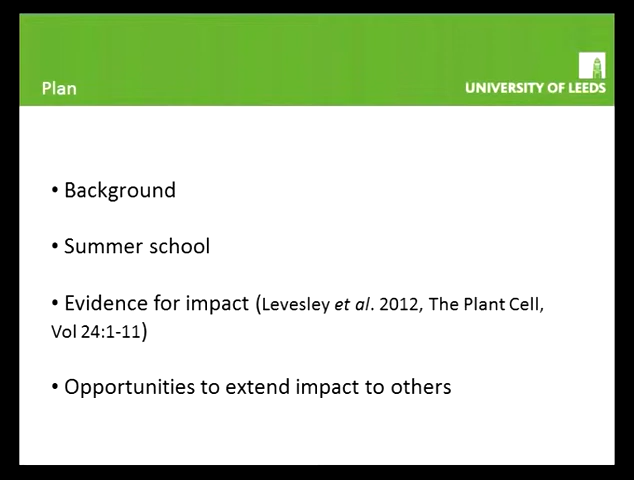 Plan
UNIVERSITY OF LEEDS
• Background
• Summer school
• Evidence for impact (Levesley et al. 2012, The Plant Cell,
Vol 24:1-11)
• Opportunities to extend impact to others